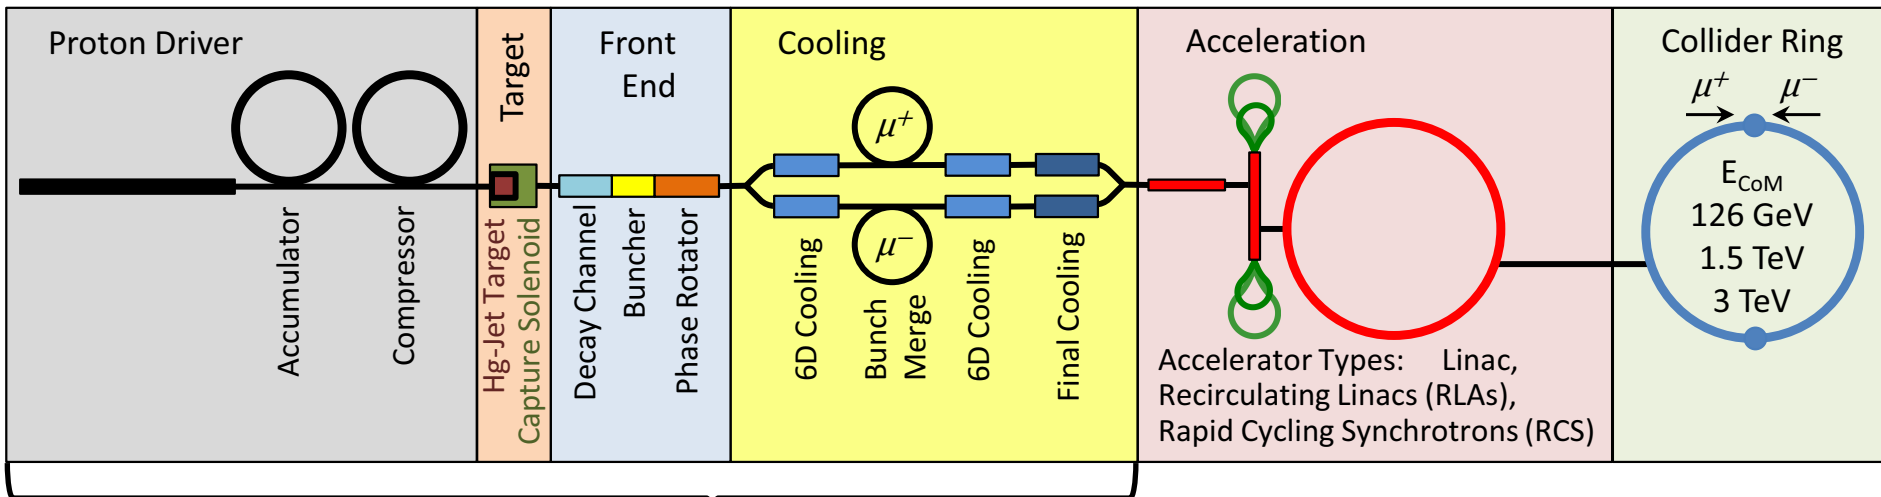 Proton Driver
Accumulator
Compressor
Target
Hg-Jet Target
Capture Solenoid
Front
End
Decay Channel
Buncher
Phase Rotator
Cooling
μ+
μ−
6D Cooling
Bunch
Merge
6D Cooling
Final Cooling
Acceleration
Accelerator Types: Linac,
Recirculating Linacs (RLAs),
Rapid Cycling Synchrotrons (RCS)
Collider Ring
μ+ μ−
ECoM
126 GeV
1.5 TeV
3 TeV